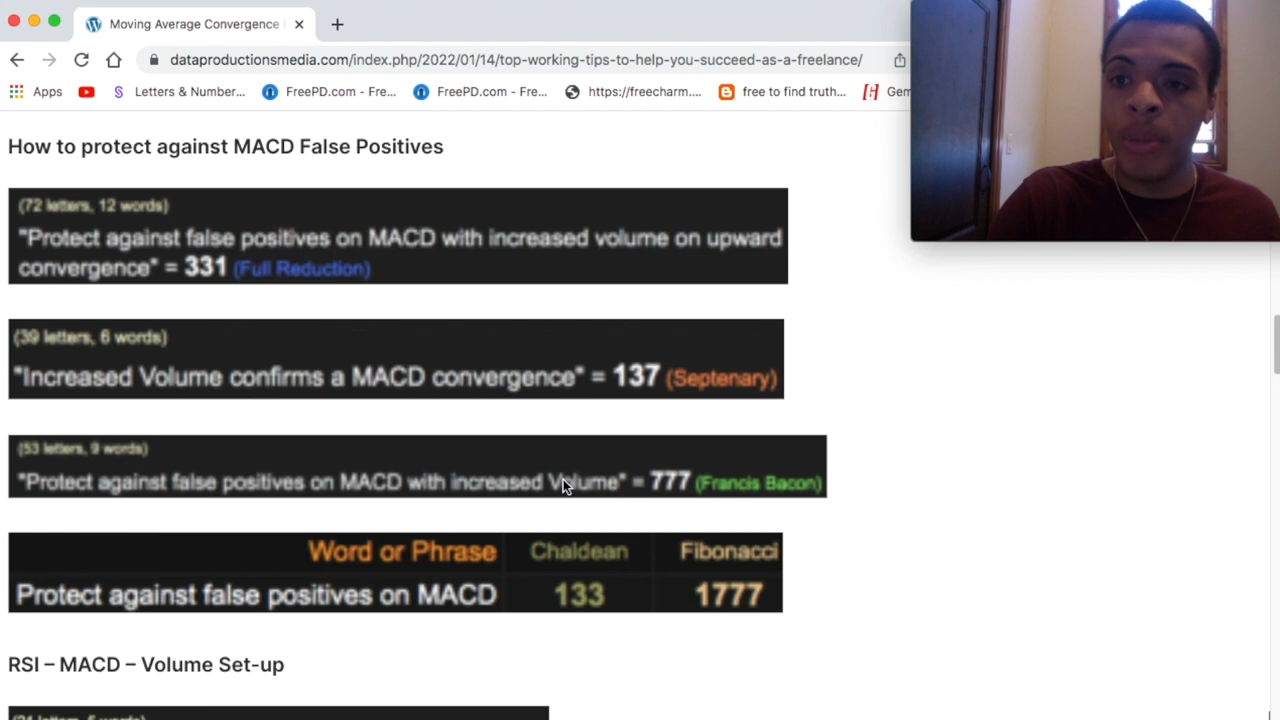 Moving Average Convergence
dataproductionsmedia.com/index.php/2022/01/14/top-working-tips-to-help-you-succeed-as-a-freelance/
Apps
Letters & Number...
FreePD.com - Fre...
FreePD.com - Fre...
https://freecharm....
free to find truth...
How to protect against MACD False Positives
(72 letters, 12 words)
"Protect against false positives on MACD with increased volume on upward
convergence" = 331 (Full Reduction)
(39 letters, 6 words)
"Increased Volume confirms a MACD convergence" = 137 (Septenary)
(53 letters, 9 words)
"Protect against false positives on MACD with increased Volume" = 777 (Francis Bacon)
Word or Phrase Chaldean Fibonacci
Protect against false positives on MACD 133 1777
RSI – MACD – Volume Set-up